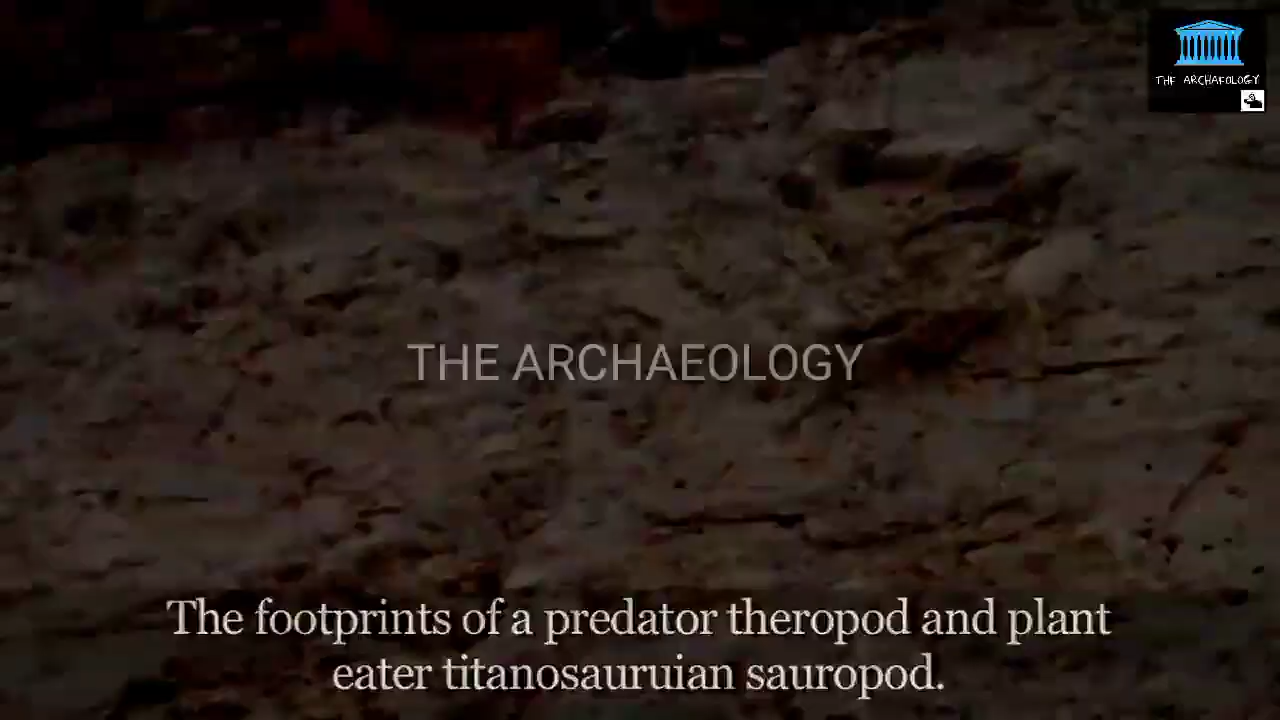 THE ARCHAEOLOGY
THE ARCHAEOLOGY
The footprints of a predator theropod and plant
eater titanosauruian sauropod.